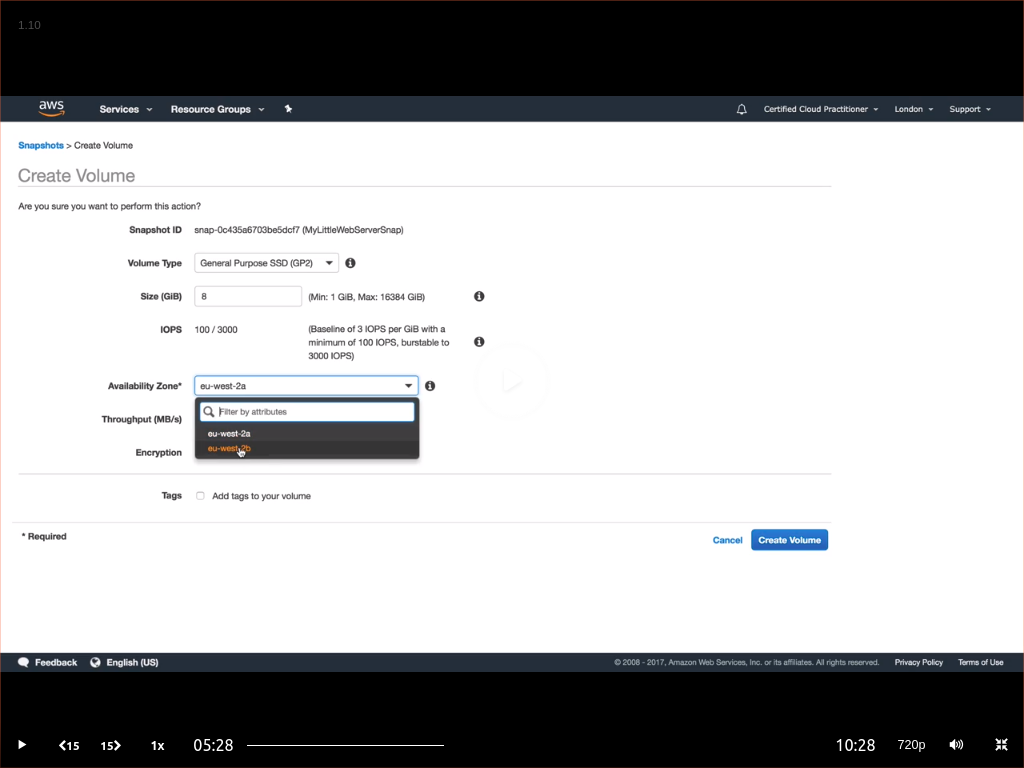 1.10
aws Services Resource Groups Certified Cloud Practitioner London Support
Snapshots > Create Volume
Create Volume
Are you sure you want to perform this action?
Snapshot ID snap-0c435a6703be5dcf7 (MyLittleWebServerSnap)
Volume Type General Purpose SSD (GP2)
Size (GiB) 8 (Min: 1 GiB, Max: 16384 GiB)
IOPS 100 / 3000 (Baseline of 3 IOPS per GiB with a
minimum of 100 IOPS, burstable to
3000 IOPS)
Availability Zone* eu-west-2a
Filter by attributes
Throughput (MB/s)
eu-west-2a
eu-west-2b
Encryption
Tags Add tags to your volume
* Required
Cancel Create Volume
Feedback English (US) © 2008 - 2017, Amazon Web Services, Inc. or its affiliates. All rights reserved. Privacy Policy Terms of Use
15 15 1x 05:28 10:28 720p